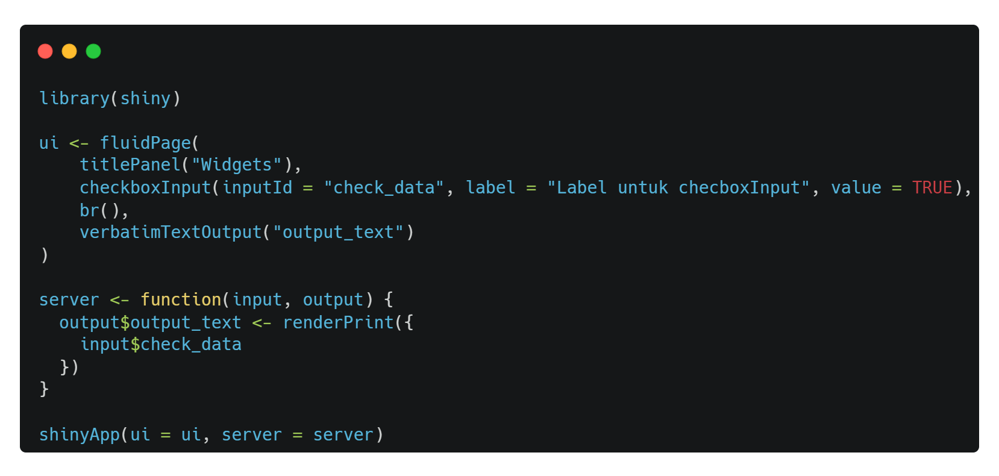 library(shiny)
ui <- fluidPage(
    titlePanel("Widgets"),
    checkboxInput(inputId = "check_data", label = "Label untuk checboxInput", value = TRUE),
    br(),
    verbatimTextOutput("output_text")
)
server <- function(input, output) {
  output$output_text <- renderPrint({
    input$check_data
  })
}
shinyApp(ui = ui, server = server)